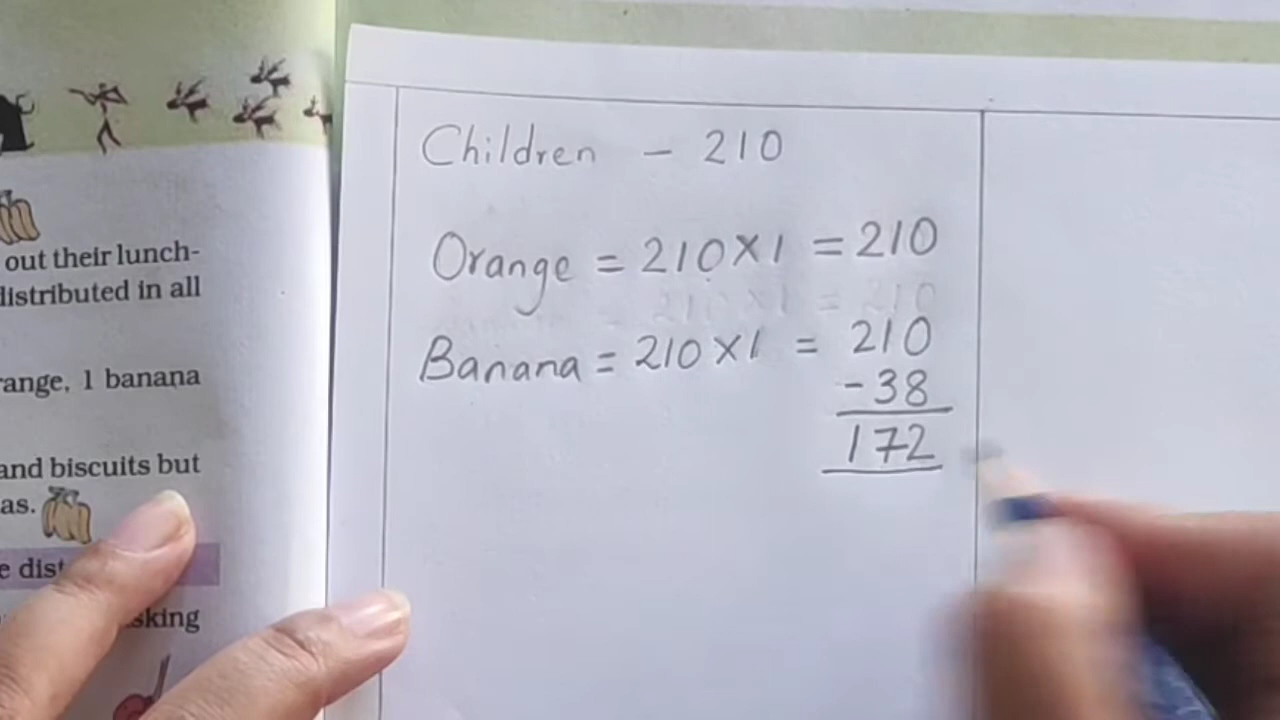 out their lunch-
distributed in all
range, 1 banana
and biscuits but
as.
e dist
sking
Children - 210
Orange = 210 × 1 = 210
Banana = 210 × 1 = 210
- 38
172